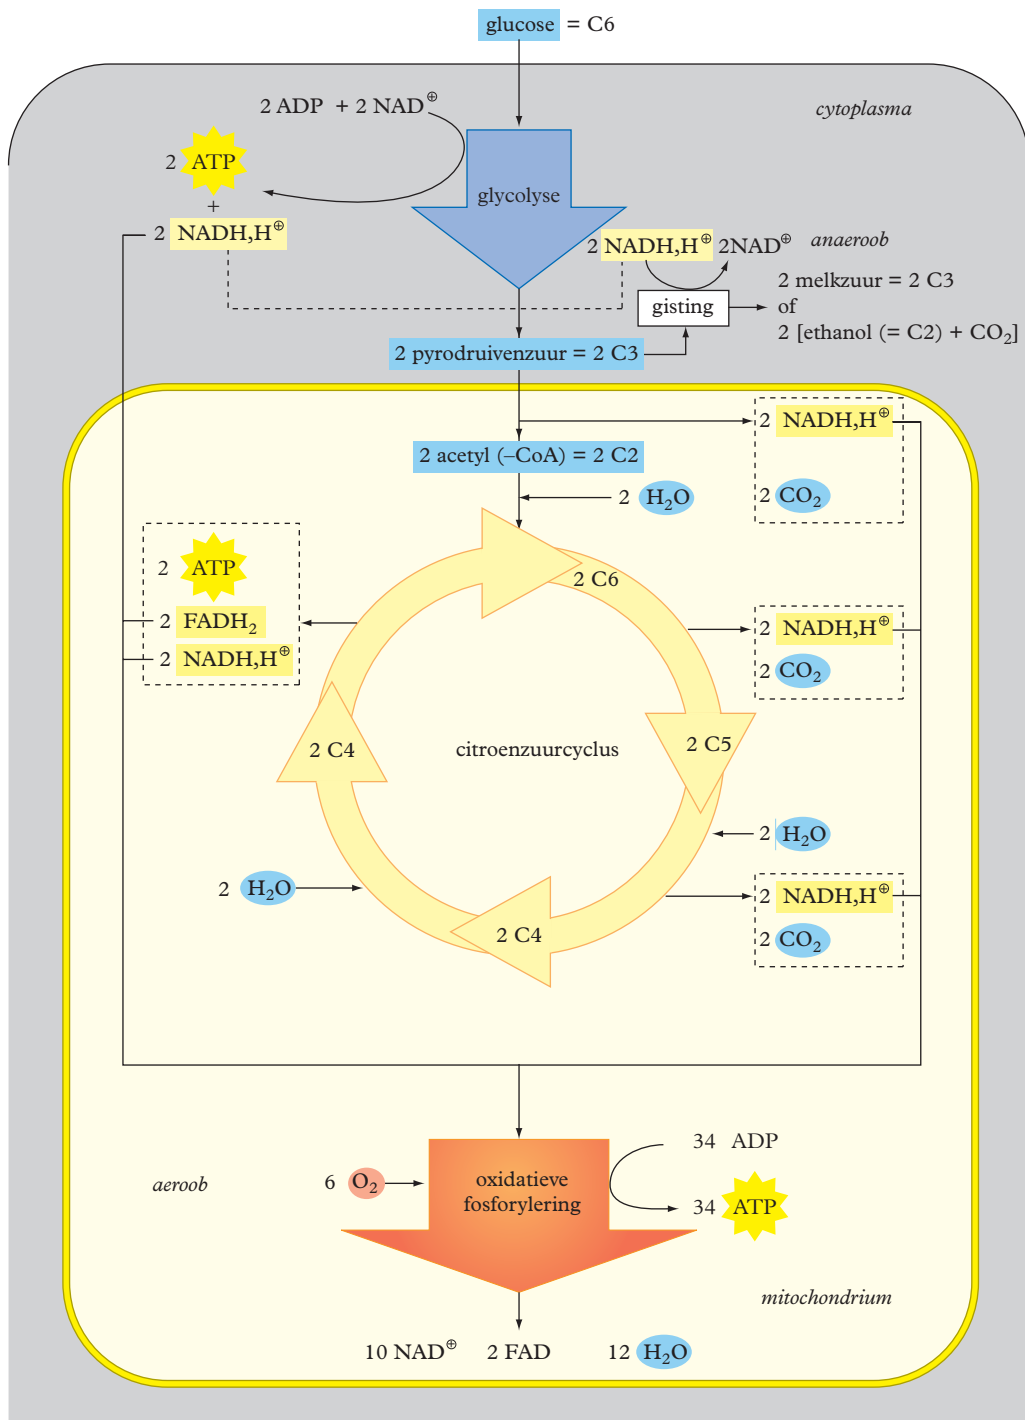 glucose = C6
cytoplasma
2 ADP + 2 NAD⊕
2 ATP
+
2 NADH,H⊕
glycolyse
2 NADH,H⊕ 2NAD⊕
anaeroob
gisting
2 melkzuur = 2 C3
of
2 [ethanol (= C2) + CO₂]
2 pyrodruivenzuur = 2 C3
2 NADH,H⊕
2 CO₂
2 acetyl (–CoA) = 2 C2
2 H₂O
2 ATP
2 FADH₂
2 NADH,H⊕
2 C6
2 NADH,H⊕
2 CO₂
2 C4
citroenzuurcyclus
2 C5
2 H₂O
2 H₂O
2 NADH,H⊕
2 CO₂
2 C4
34 ADP
aeroob
6 O₂
oxidatieve
fosforylering
34 ATP
mitochondrium
10 NAD⊕ 2 FAD 12 H₂O